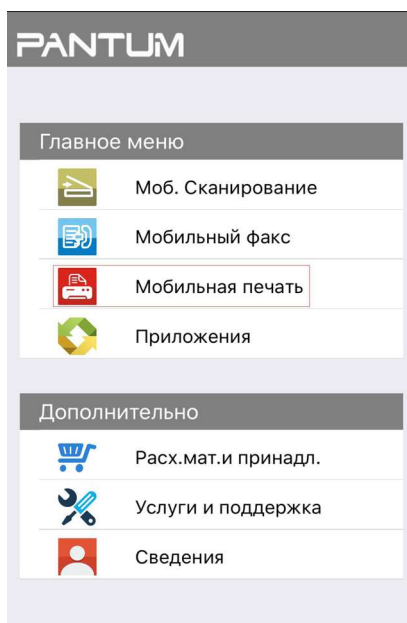 PANTUM
Главное меню
Моб. Сканирование
Мобильный факс
Мобильная печать
Приложения
Дополнительно
Расх.мат.и принадл.
Услуги и поддержка
Сведения